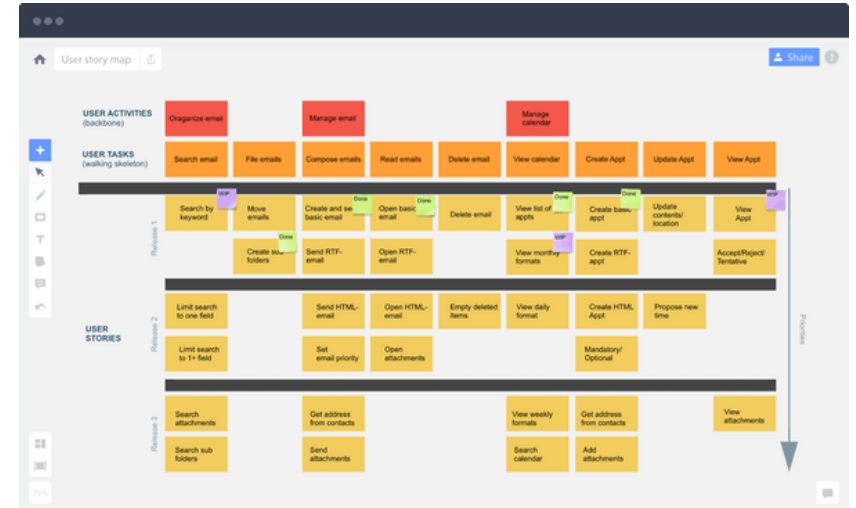 User story map
Share
?
USER ACTIVITIES
(backbone)
Oraganize email
Manage email
Manage
calendar
USER TASKS
(walking skeleton)
Search email
File emails
Compose emails
Read emails
Delete email
View calendar
Create Appt
Update Appt
View Appt
Release 1
Search by
keyword
WIP
Move
emails
Create and se
basic email
Done
Open basic
email
Done
Delete email
View list of
appts
Done
Create basic
appt
Done
Update
contents/
location
View
Appt
WIP
Create sub
folders
Done
Send RTF-
email
Open RTF-
email
View monthly
formats
WIP
Create RTF-
appt
Accept/Reject/
Tentative
USER
STORIES
Release 2
Limit search
to one field
Send HTML-
email
Open HTML-
email
Empty deleted
items
View daily
format
Create HTML
Appt
Propose new
time
Limit search
to 1+ field
Set
email priority
Open
attachments
Mandatory/
Optional
Priorities
Release 3
Search
attachments
Get address
from contacts
View weekly
formats
Get address
from contacts
View
attachments
Search sub
folders
Send
attachments
Search
calendar
Add
attachments
75%